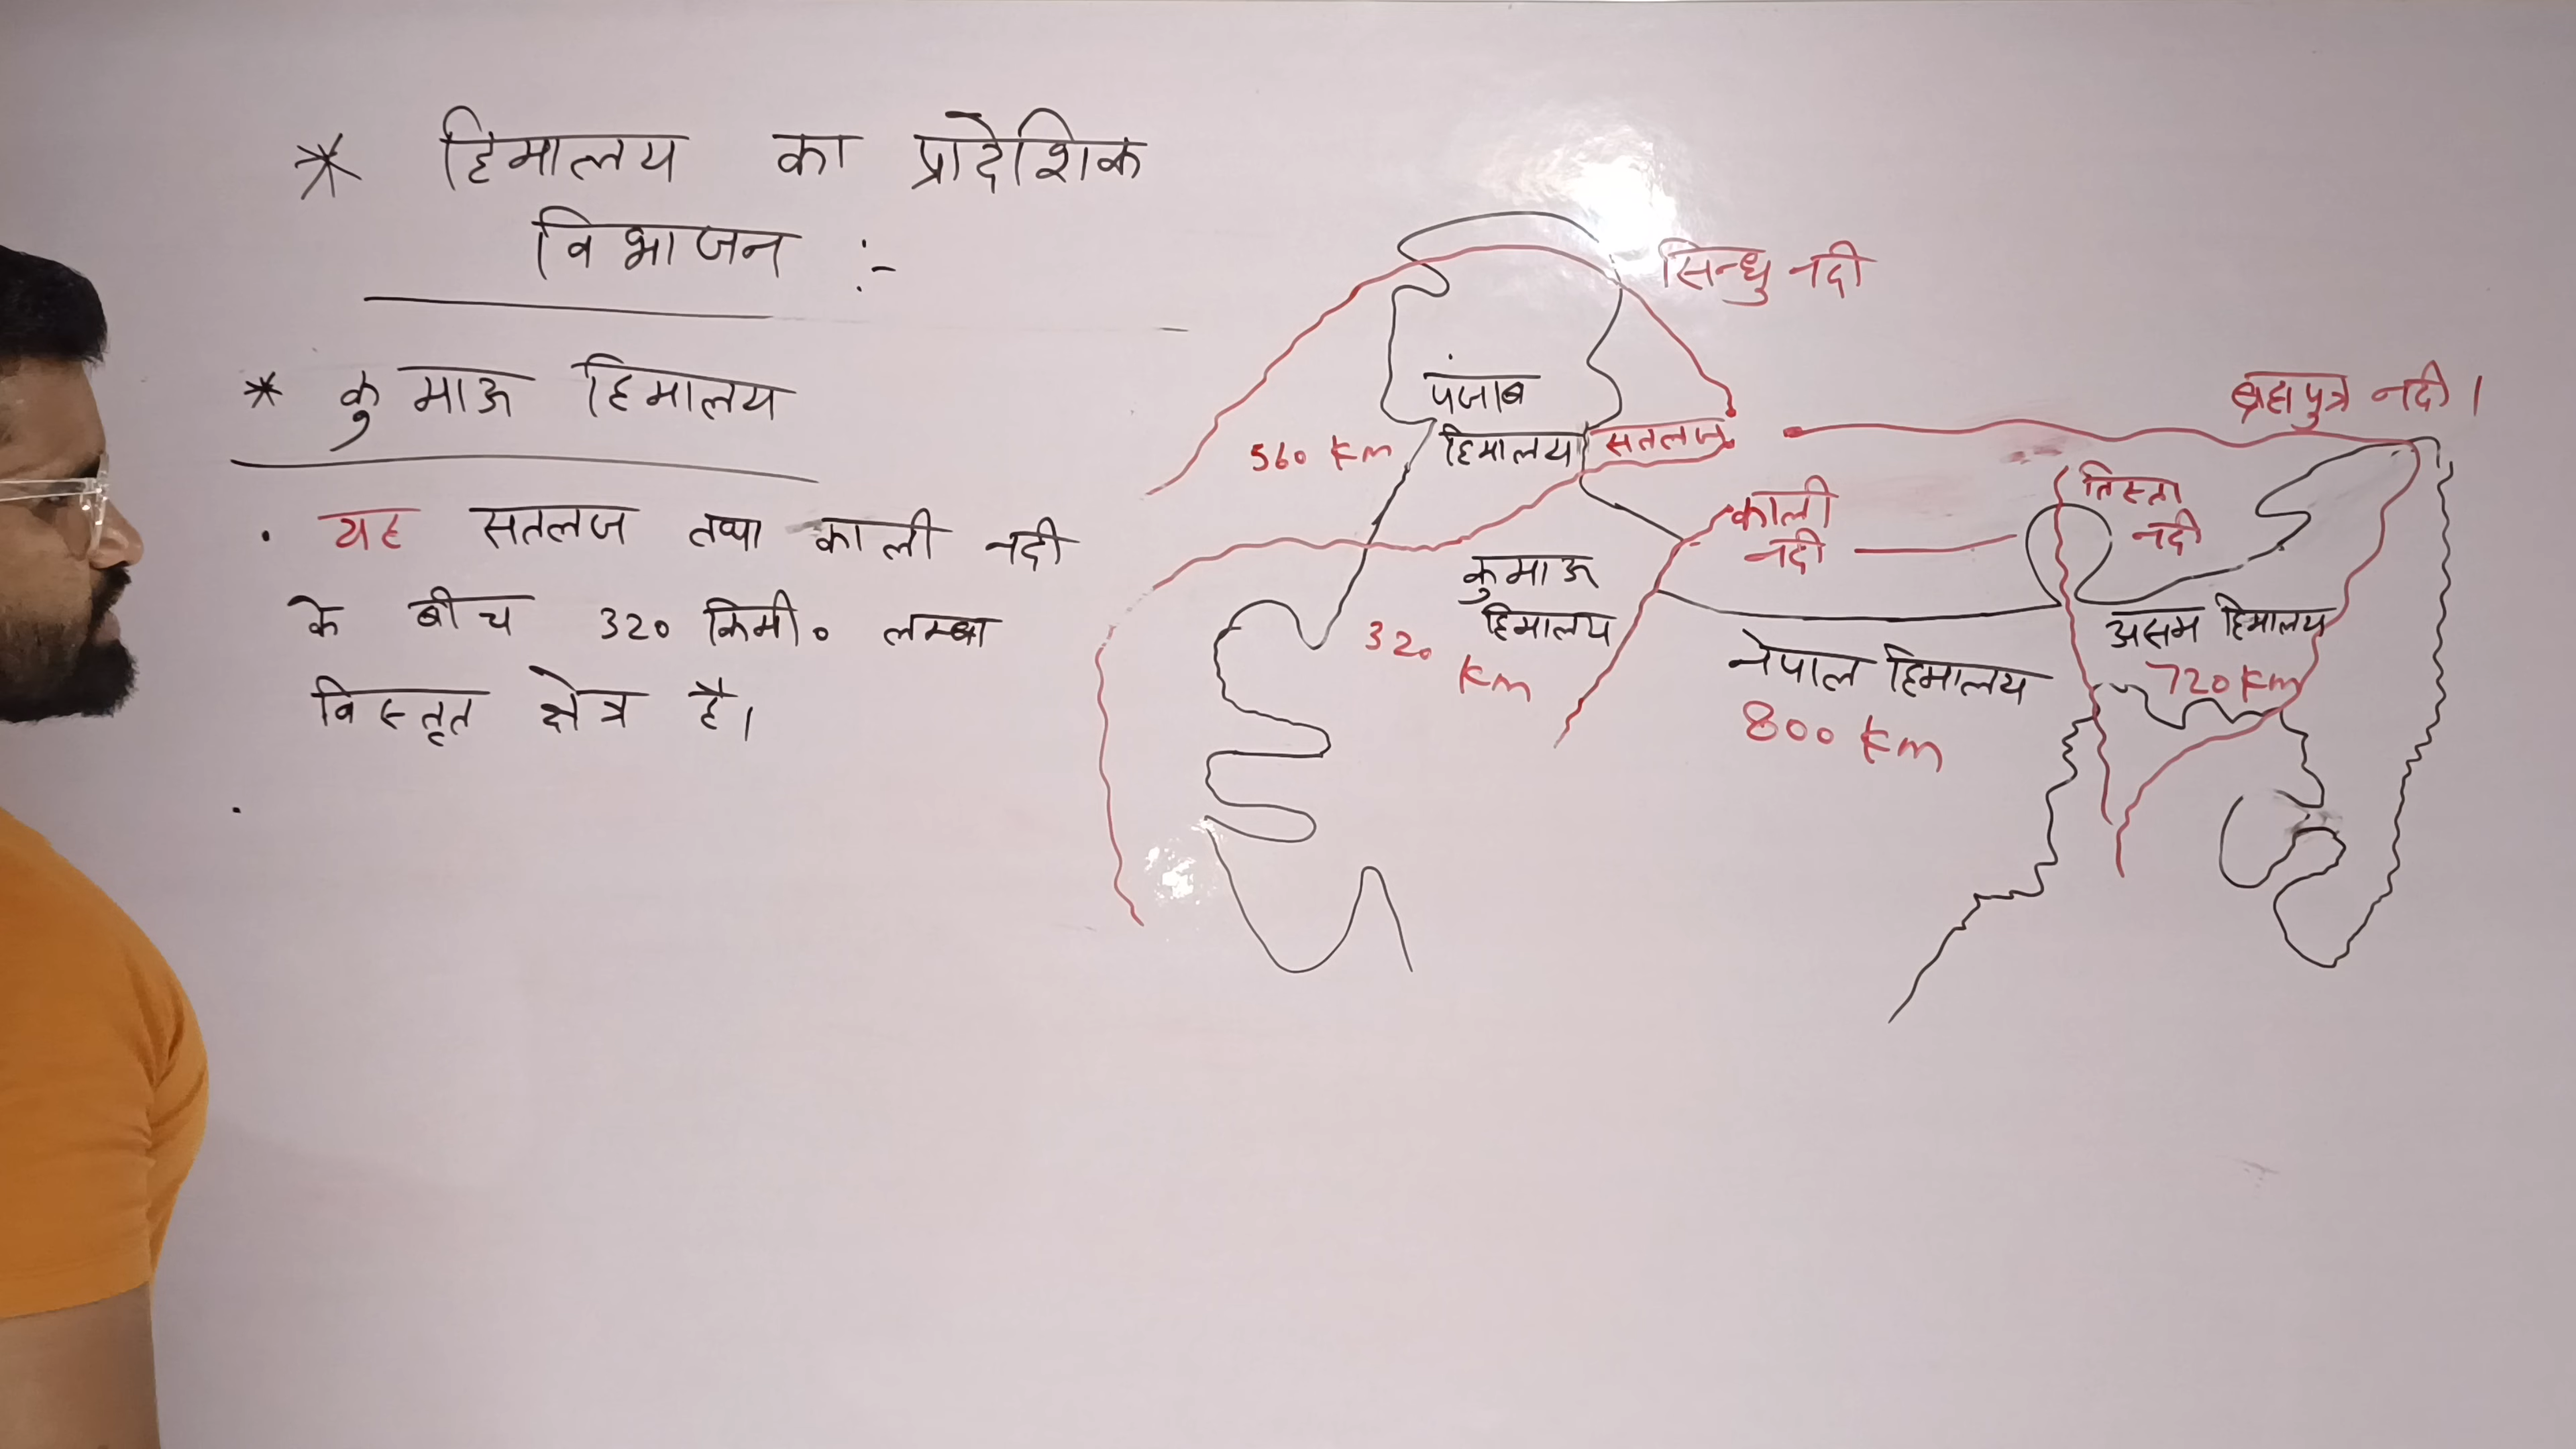 * हिमालय का प्रादेशिक
विभाजन :-
* कुमाऊ हिमालय
· यह सतलज तथा काली नदी
के बीच 320 किमी० लम्बा
विस्तृत क्षेत्र है।
सिन्धु नदी
पंजाब
हिमालय
560 km
सतलज
ब्रह्मपुत्र नदी।
काली
नदी
तिस्ता
नदी
कुमाऊ
हिमालय
320
km
नेपाल हिमालय
800 km
असम हिमालय
720 km